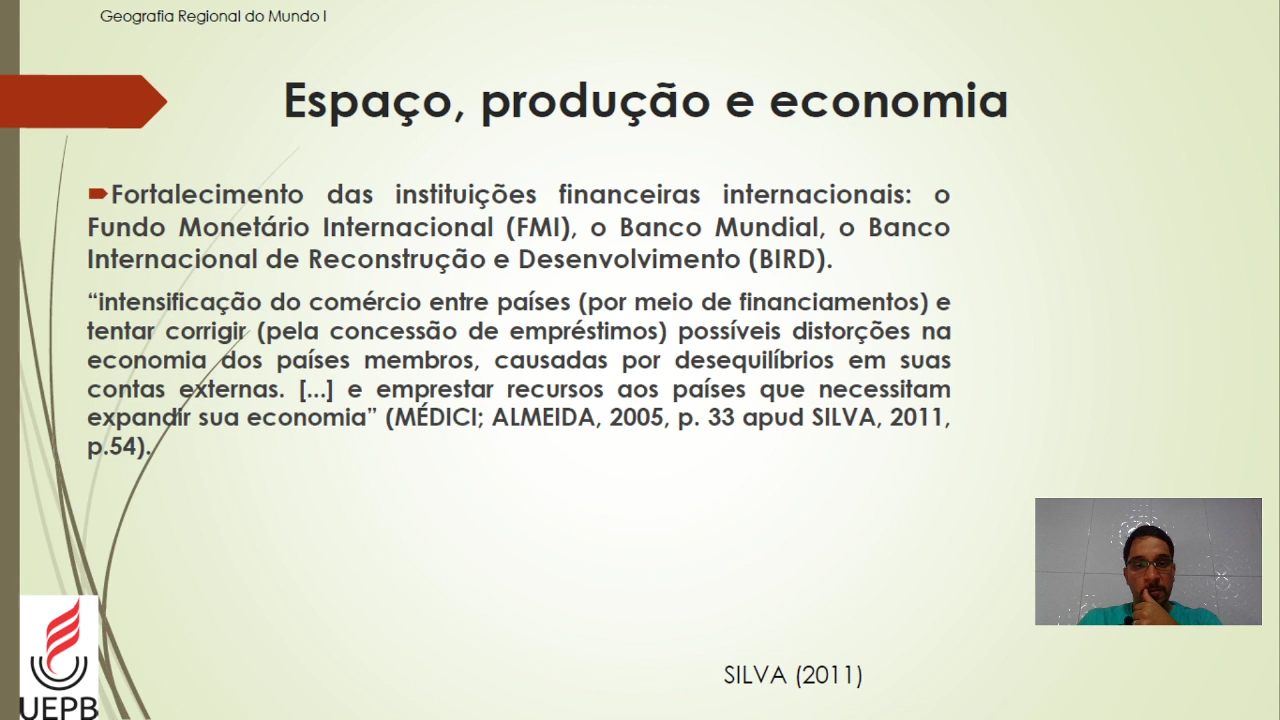 Geografia Regional do Mundo I
Espaço, produção e economia
Fortalecimento das instituições financeiras internacionais: o
Fundo Monetário Internacional (FMI), o Banco Mundial, o Banco
Internacional de Reconstrução e Desenvolvimento (BIRD).
“intensificação do comércio entre países (por meio de financiamentos) e
tentar corrigir (pela concessão de empréstimos) possíveis distorções na
economia dos países membros, causadas por desequilíbrios em suas
contas externas. [...] e emprestar recursos aos países que necessitam
expandir sua economia” (MÉDICI; ALMEIDA, 2005, p. 33 apud SILVA, 2011,
p.54).
SILVA (2011)
UEPB